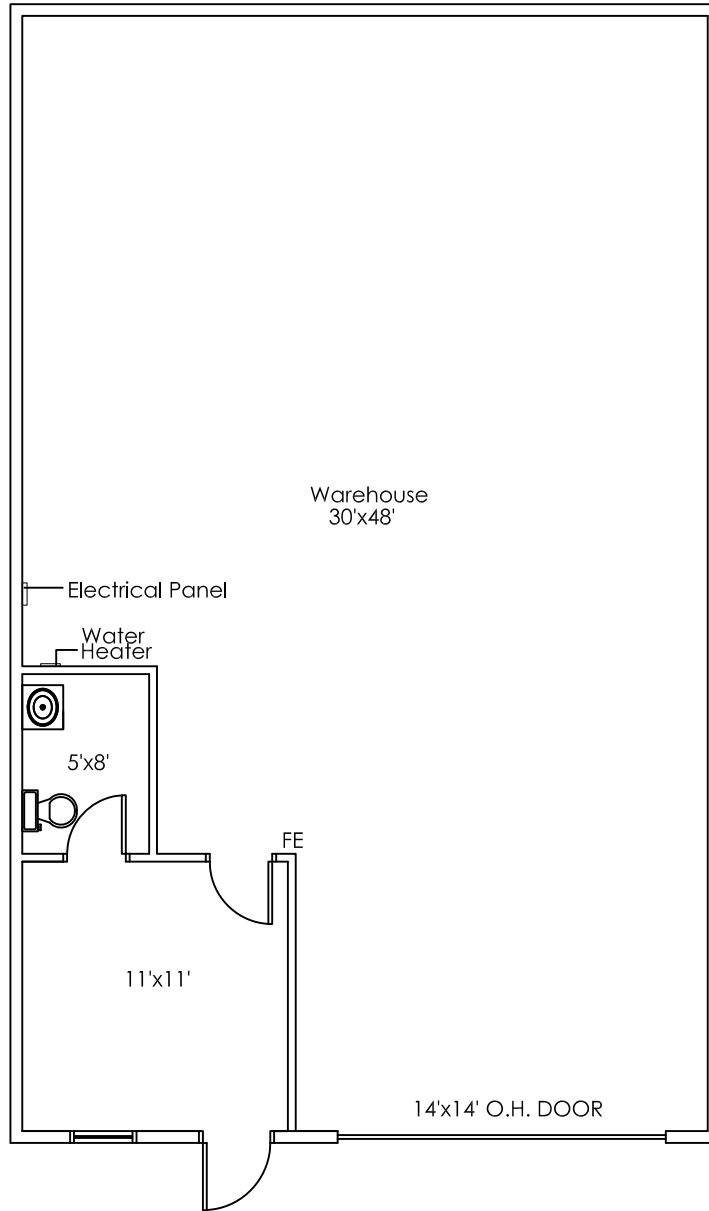 Warehouse
30'x48'
Electrical Panel
Water
Heater
5'x8'
FE
11'x11'
14'x14' O.H. DOOR